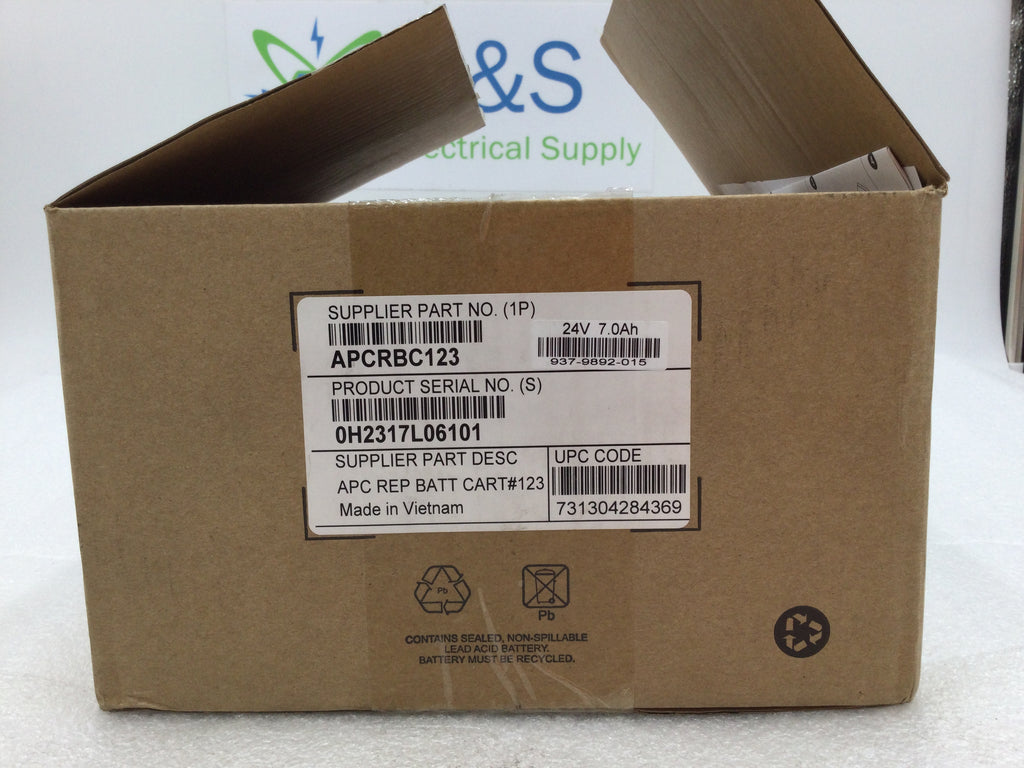 &S
ctrical Supply
SUPPLIER PART NO. (1P)
24V 7.0Ah
APCRBC123
937-9892-015
PRODUCT SERIAL NO. (S)
0H2317L06101
SUPPLIER PART DESC
UPC CODE
APC REP BATT CART#123
Made in Vietnam
731304284369
Pb
Pb
CONTAINS SEALED, NON-SPILLABLE
LEAD ACID BATTERY.
BATTERY MUST BE RECYCLED.